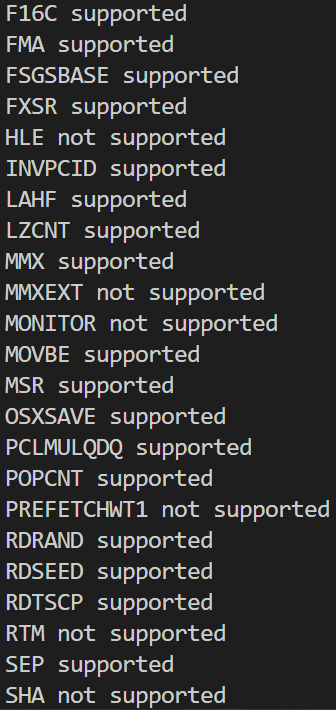 F16C supported
FMA supported
FSGSBASE supported
FXSR supported
HLE not supported
INVPCID supported
LAHF supported
LZCNT supported
MMX supported
MMXEXT not supported
MONITOR not supported
MOVBE supported
MSR supported
OSXSAVE supported
PCLMULQDQ supported
POPCNT supported
PREFETCHWT1 not supported
RDRAND supported
RDSEED supported
RDTSCP supported
RTM not supported
SEP supported
SHA not supported